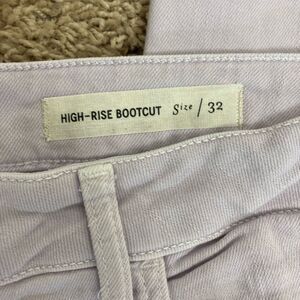 HIGH-RISE BOOTCUT Size / 32